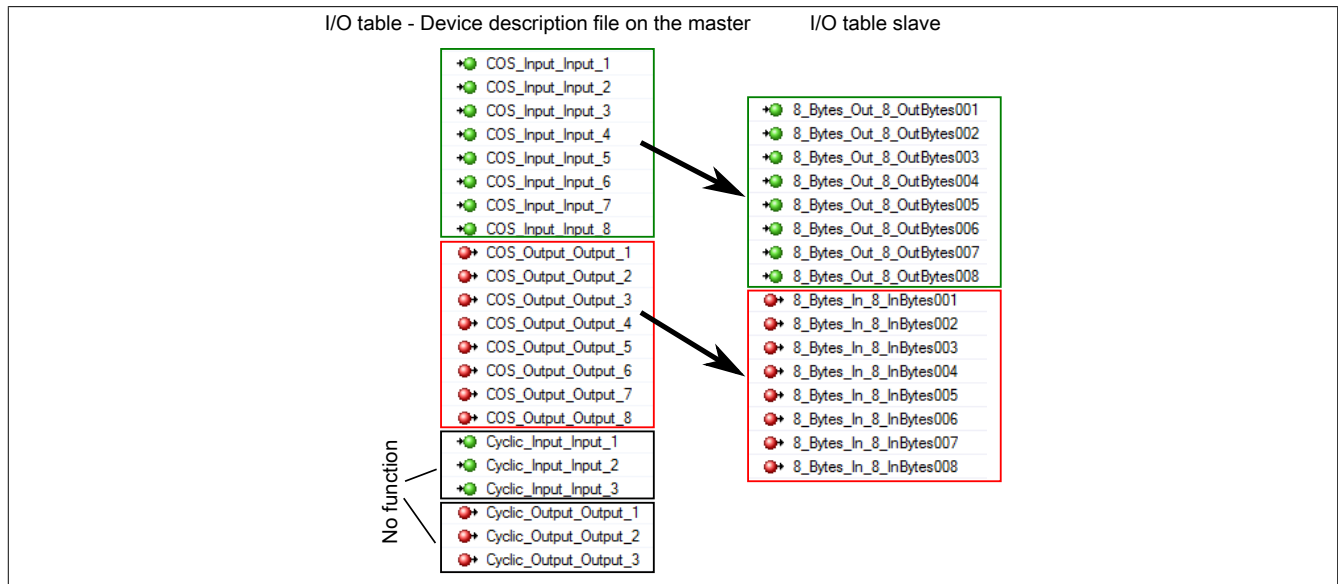 I/O table - Device description file on the master
I/O table slave
COS_Input_Input_1
COS_Input_Input_2
COS_Input_Input_3
COS_Input_Input_4
COS_Input_Input_5
COS_Input_Input_6
COS_Input_Input_7
COS_Input_Input_8
COS_Output_Output_1
COS_Output_Output_2
COS_Output_Output_3
COS_Output_Output_4
COS_Output_Output_5
COS_Output_Output_6
COS_Output_Output_7
COS_Output_Output_8
Cyclic_Input_Input_1
Cyclic_Input_Input_2
Cyclic_Input_Input_3
Cyclic_Output_Output_1
Cyclic_Output_Output_2
Cyclic_Output_Output_3
No function
8_Bytes_Out_8_OutBytes001
8_Bytes_Out_8_OutBytes002
8_Bytes_Out_8_OutBytes003
8_Bytes_Out_8_OutBytes004
8_Bytes_Out_8_OutBytes005
8_Bytes_Out_8_OutBytes006
8_Bytes_Out_8_OutBytes007
8_Bytes_Out_8_OutBytes008
8_Bytes_In_8_InBytes001
8_Bytes_In_8_InBytes002
8_Bytes_In_8_InBytes003
8_Bytes_In_8_InBytes004
8_Bytes_In_8_InBytes005
8_Bytes_In_8_InBytes006
8_Bytes_In_8_InBytes007
8_Bytes_In_8_InBytes008